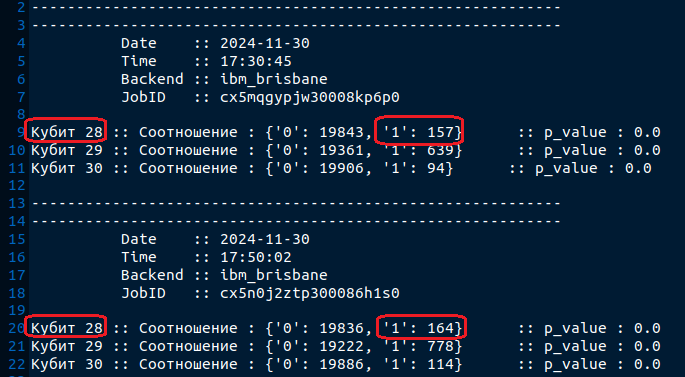 2 -----------------------------------------------------------
3 -----------------------------------------------------------
4 Date :: 2024-11-30
5 Time :: 17:30:45
6 Backend :: ibm_brisbane
7 JobID :: cx5mqgypjw30008kp6p0
8
9 Кубит 28 :: Соотношение : {'0': 19843, '1': 157} :: p_value : 0.0
10 Кубит 29 :: Соотношение : {'0': 19361, '1': 639} :: p_value : 0.0
11 Кубит 30 :: Соотношение : {'0': 19906, '1': 94} :: p_value : 0.0
12
13 -----------------------------------------------------------
14 -----------------------------------------------------------
15 Date :: 2024-11-30
16 Time :: 17:50:02
17 Backend :: ibm_brisbane
18 JobID :: cx5n0j2ztp300086h1s0
19
20 Кубит 28 :: Соотношение : {'0': 19836, '1': 164} :: p_value : 0.0
21 Кубит 29 :: Соотношение : {'0': 19222, '1': 778} :: p_value : 0.0
22 Кубит 30 :: Соотношение : {'0': 19886, '1': 114} :: p_value : 0.0